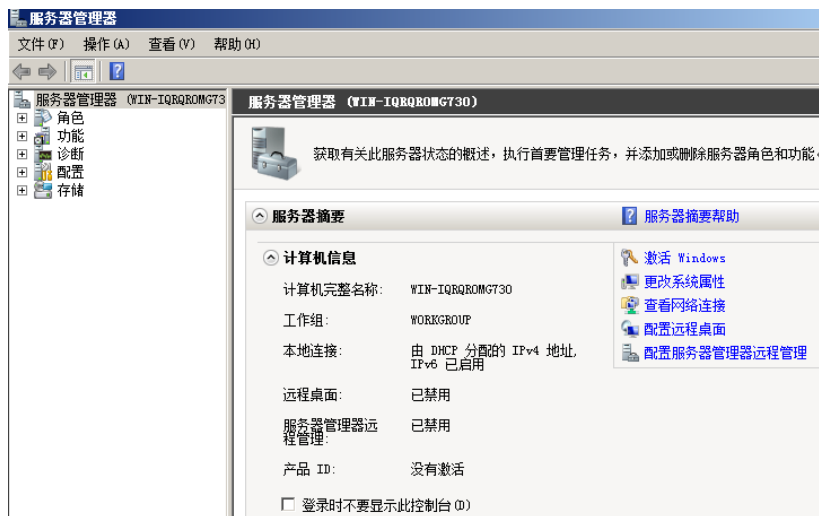 服务器管理器
文件(F) 操作(A) 查看(V) 帮助(H)
服务器管理器 (WIN-IQRQROMG73
角色
功能
诊断
配置
存储
服务器管理器 (WIN-IQRQROMG730)
获取有关此服务器状态的概述，执行首要管理任务，并添加或删除服务器角色和功能
服务器摘要
服务器摘要帮助
计算机信息
计算机完整名称: WIN-IQRQROMG730
工作组: WORKGROUP
本地连接: 由 DHCP 分配的 IPv4 地址,
IPv6 已启用
远程桌面: 已禁用
服务器管理器远
程管理: 已禁用
产品 ID: 没有激活
登录时不要显示此控制台(D)
激活 Windows
更改系统属性
查看网络连接
配置远程桌面
配置服务器管理器远程管理